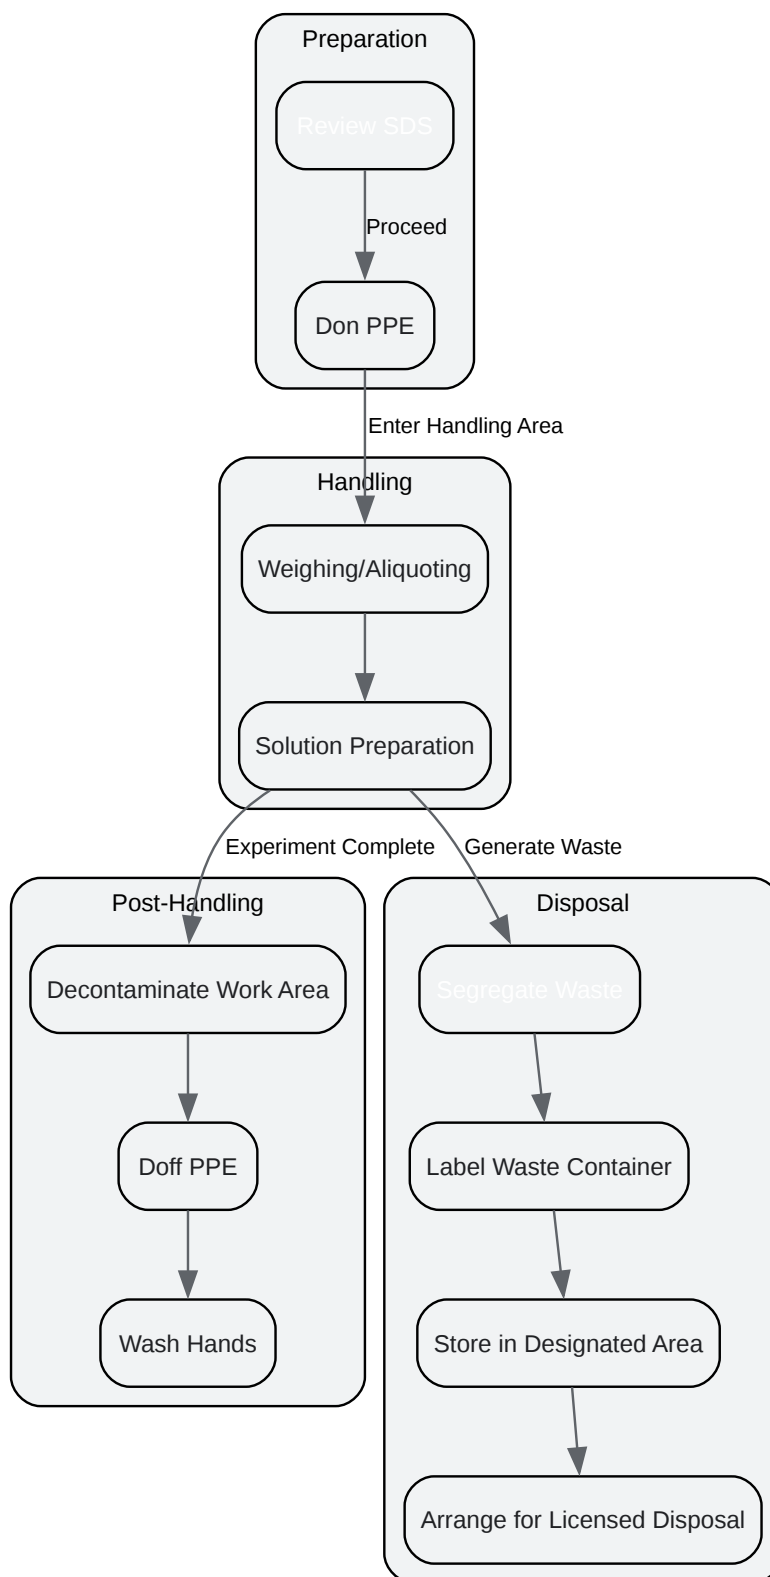 Preparation
Review SDS
Proceed
Don PPE
Enter Handling Area
Handling
Weighing/Aliquoting
Solution Preparation
Experiment Complete
Generate Waste
Post-Handling
Decontaminate Work Area
Doff PPE
Wash Hands
Disposal
Segregate Waste
Label Waste Container
Store in Designated Area
Arrange for Licensed Disposal